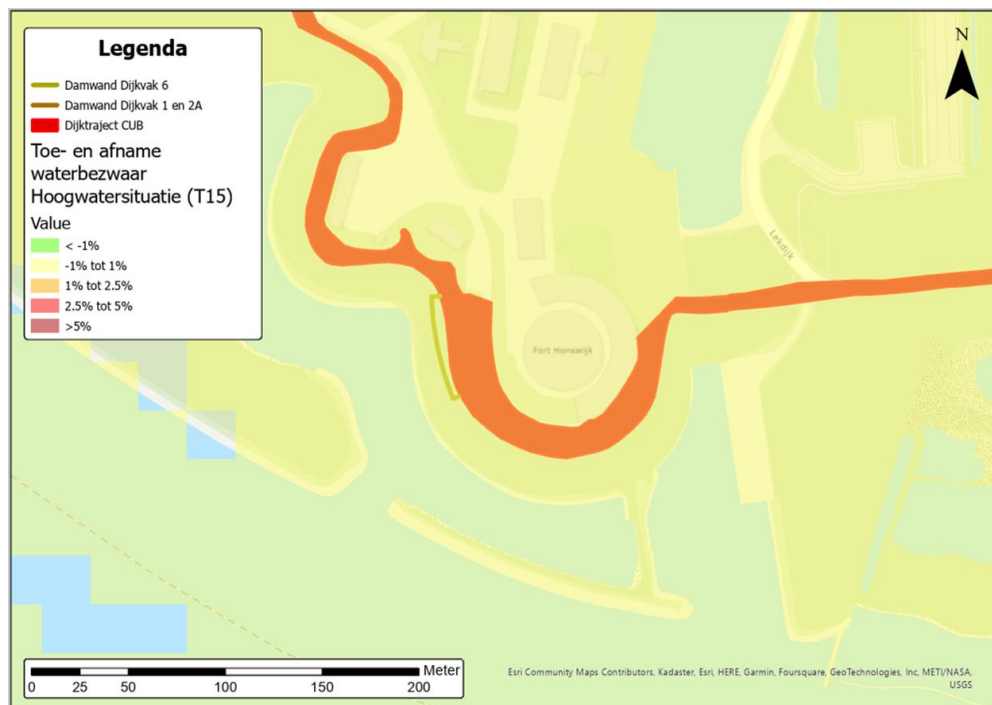 Legenda
Damwand Dijkvak 6
Damwand Dijkvak 1 en 2A
Dijktraject CUB
Toe- en afname
waterbezwaar
Hoogwatersituatie (T15)
Value
< -1%
-1% tot 1%
1% tot 2.5%
2.5% tot 5%
>5%
N
Lekdijk
Fort Honswijk
Meter
0 25 50 100 150 200
Esri Community Maps Contributors, Kadaster, Esri, HERE, Garmin, Foursquare, GeoTechnologies, Inc, METI/NASA,
USGS